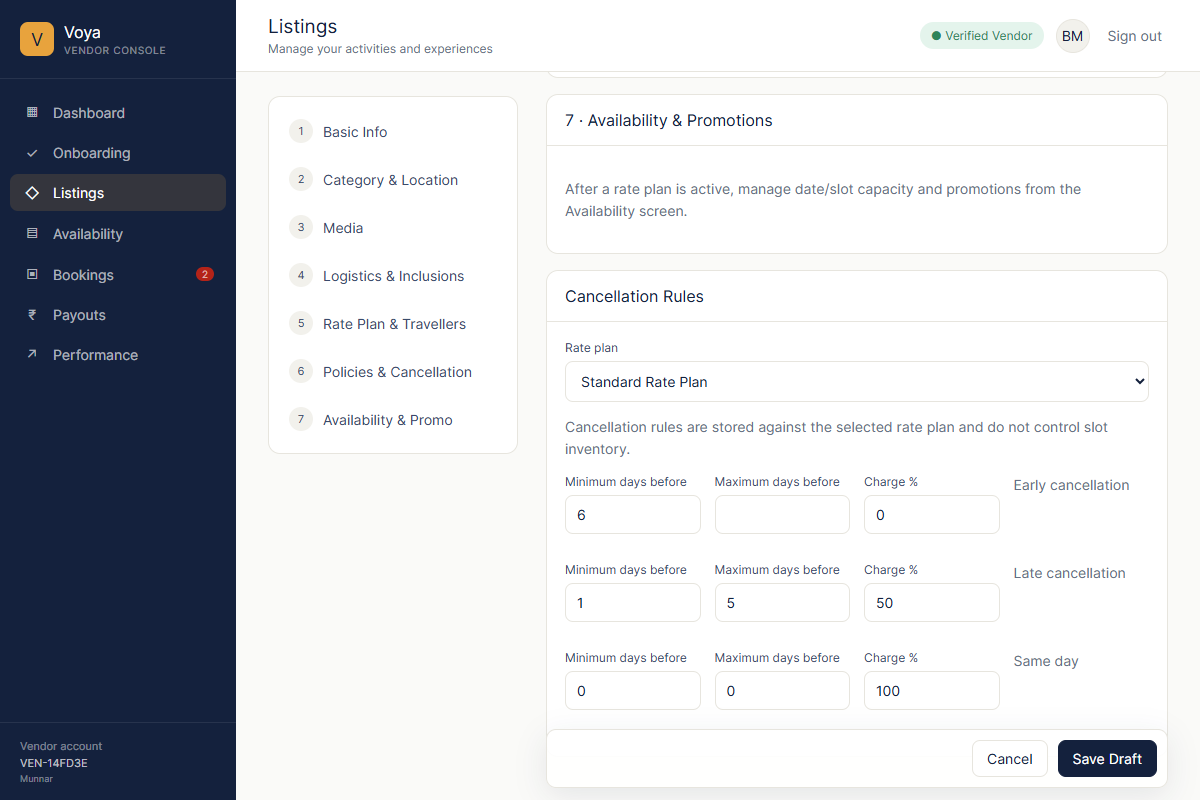 V
Voya
VENDOR CONSOLE
Dashboard
Onboarding
Listings
Availability
Bookings
2
₹
Payouts
Performance
Vendor account
VEN-14FD3E
Munnar
Listings
Manage your activities and experiences
Verified Vendor
BM
Sign out
1
Basic Info
2
Category & Location
3
Media
4
Logistics & Inclusions
5
Rate Plan & Travellers
6
Policies & Cancellation
7
Availability & Promo
7 · Availability & Promotions
After a rate plan is active, manage date/slot capacity and promotions from the
Availability screen.
Cancellation Rules
Rate plan
Standard Rate Plan
Cancellation rules are stored against the selected rate plan and do not control slot
inventory.
Minimum days before Maximum days before Charge % Early cancellation
6 0
Minimum days before Maximum days before Charge % Late cancellation
1 5 50
Minimum days before Maximum days before Charge % Same day
0 0 100
Cancel Save Draft